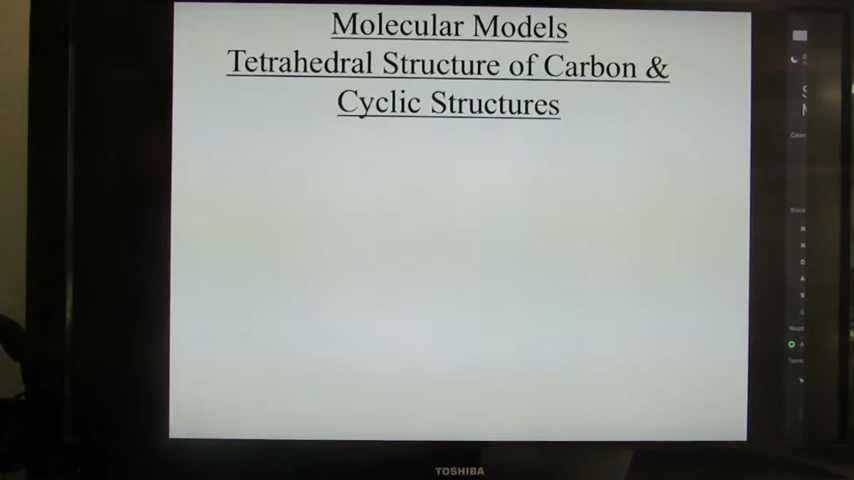 Molecular Models
Tetrahedral Structure of Carbon &
Cyclic Structures
TOSHIBA